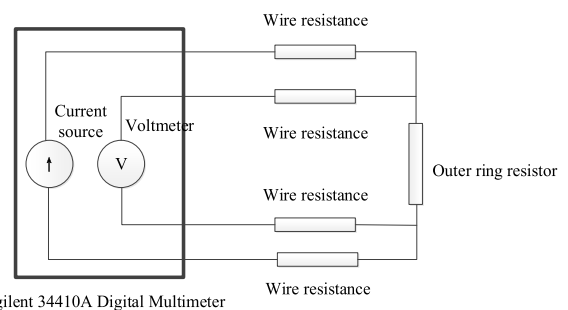 Wire resistance
Current
source
Voltmeter
V
Wire resistance
Wire resistance
Outer ring resistor
Wire resistance
gilent 34410A Digital Multimeter